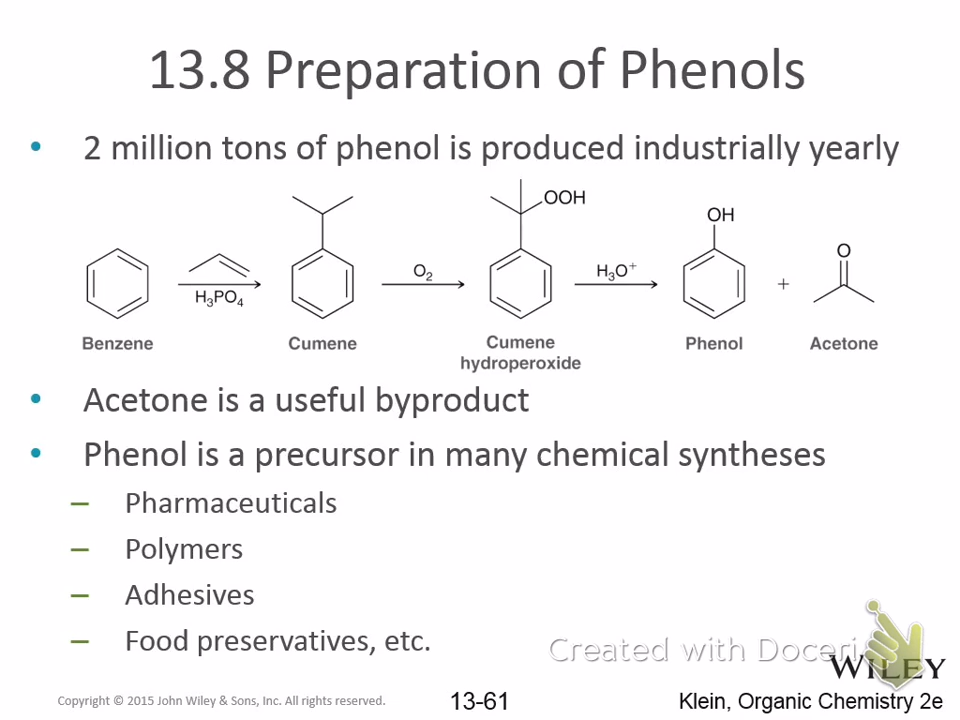 13.8 Preparation of Phenols
• 2 million tons of phenol is produced industrially yearly
OOH
OH
O
O₂
H₃O⁺
+
H₃PO₄
Benzene
Cumene
Cumene
hydroperoxide
Phenol
Acetone
• Acetone is a useful byproduct
• Phenol is a precursor in many chemical syntheses
– Pharmaceuticals
– Polymers
– Adhesives
– Food preservatives, etc.
Created with Doceri
WILEY
Copyright © 2015 John Wiley & Sons, Inc. All rights reserved.
13-61
Klein, Organic Chemistry 2e